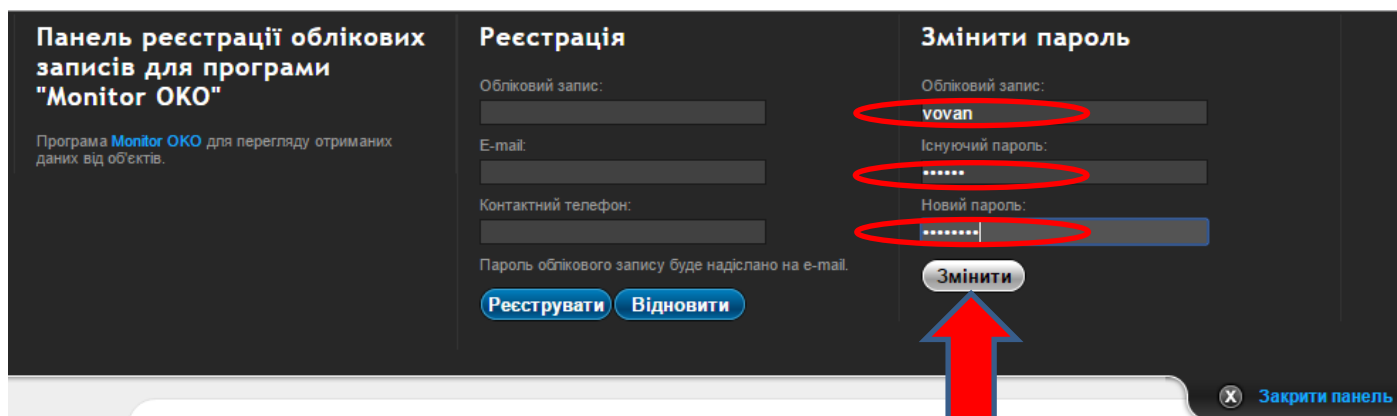 Панель реєстрації облікових
записів для програми
"Monitor OKO"
Програма Monitor OKO для перегляду отриманих
даних від об'єктів.
Реєстрація
Обліковий запис:
E-mail:
Контактний телефон:
Пароль облікового запису буде надіслано на e-mail.
Реєструвати
Відновити
Змінити пароль
Обліковий запис:
vovan
Існуючий пароль:
••••••
Новий пароль:
••••••••
Змінити
X Закрити панель